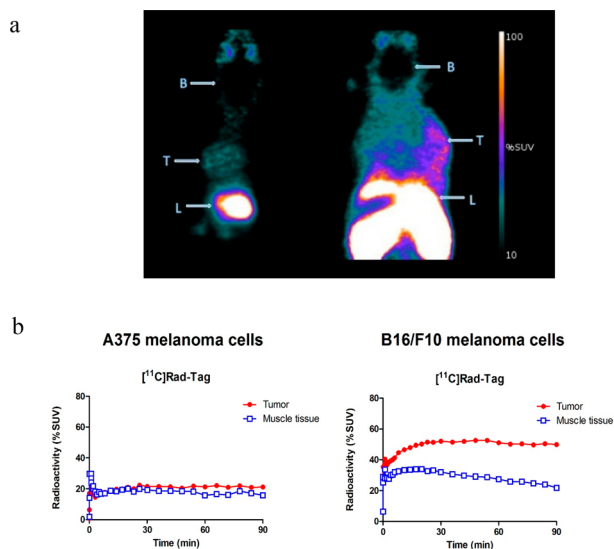 a
B
T
L
B
T
L
100
%SUV
10
b
A375 melanoma cells
[¹¹C]Rad-Tag
Radioactivity (%SUV)
80
60
40
20
0
0
30
60
90
Time (min)
Tumor
Muscle tissue
B16/F10 melanoma cells
[¹¹C]Rad-Tag
Radioactivity (%SUV)
80
60
40
20
0
0
30
60
90
Time (min)
Tumor
Muscle tissue